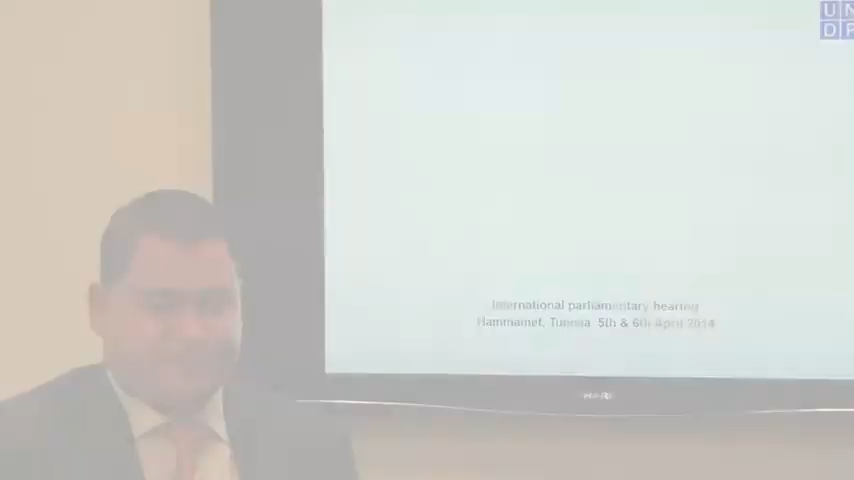 UN
DP
International parliamentary hearing
Hammamet, Tunisia 5th & 6th April 2014